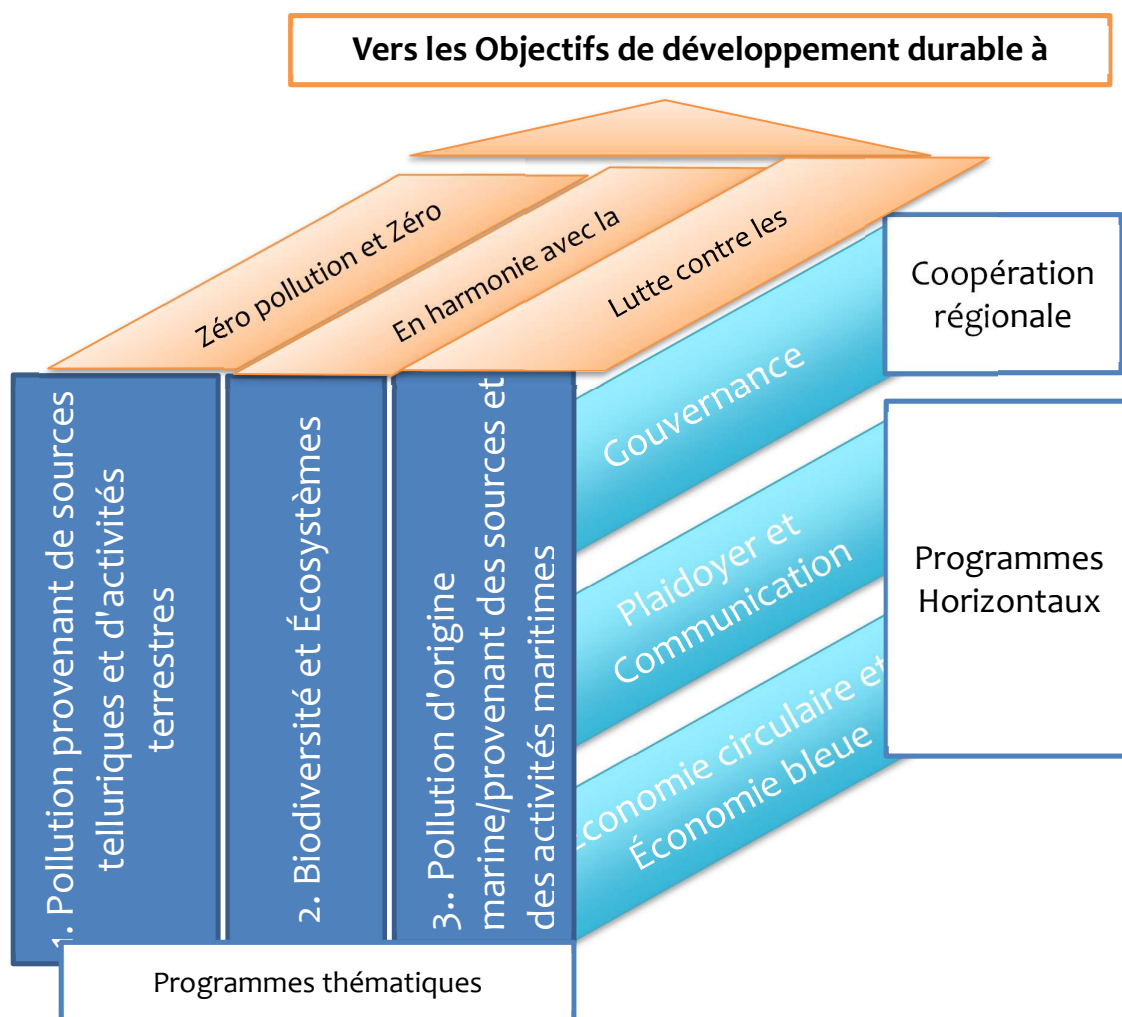 Vers les Objectifs de développement durable à
Zéro pollution et Zéro
En harmonie avec la
Lutte contre les
Coopération
régionale
Gouvernance
Plaidoyer et
Communication
Économie circulaire et
Économie bleue
Programmes
Horizontaux
1. Pollution provenant de sources
telluriques et d'activités
terrestres
2. Biodiversité et Écosystèmes
3.. Pollution d'origine
marine/provenant des sources et
des activités maritimes
Programmes thématiques